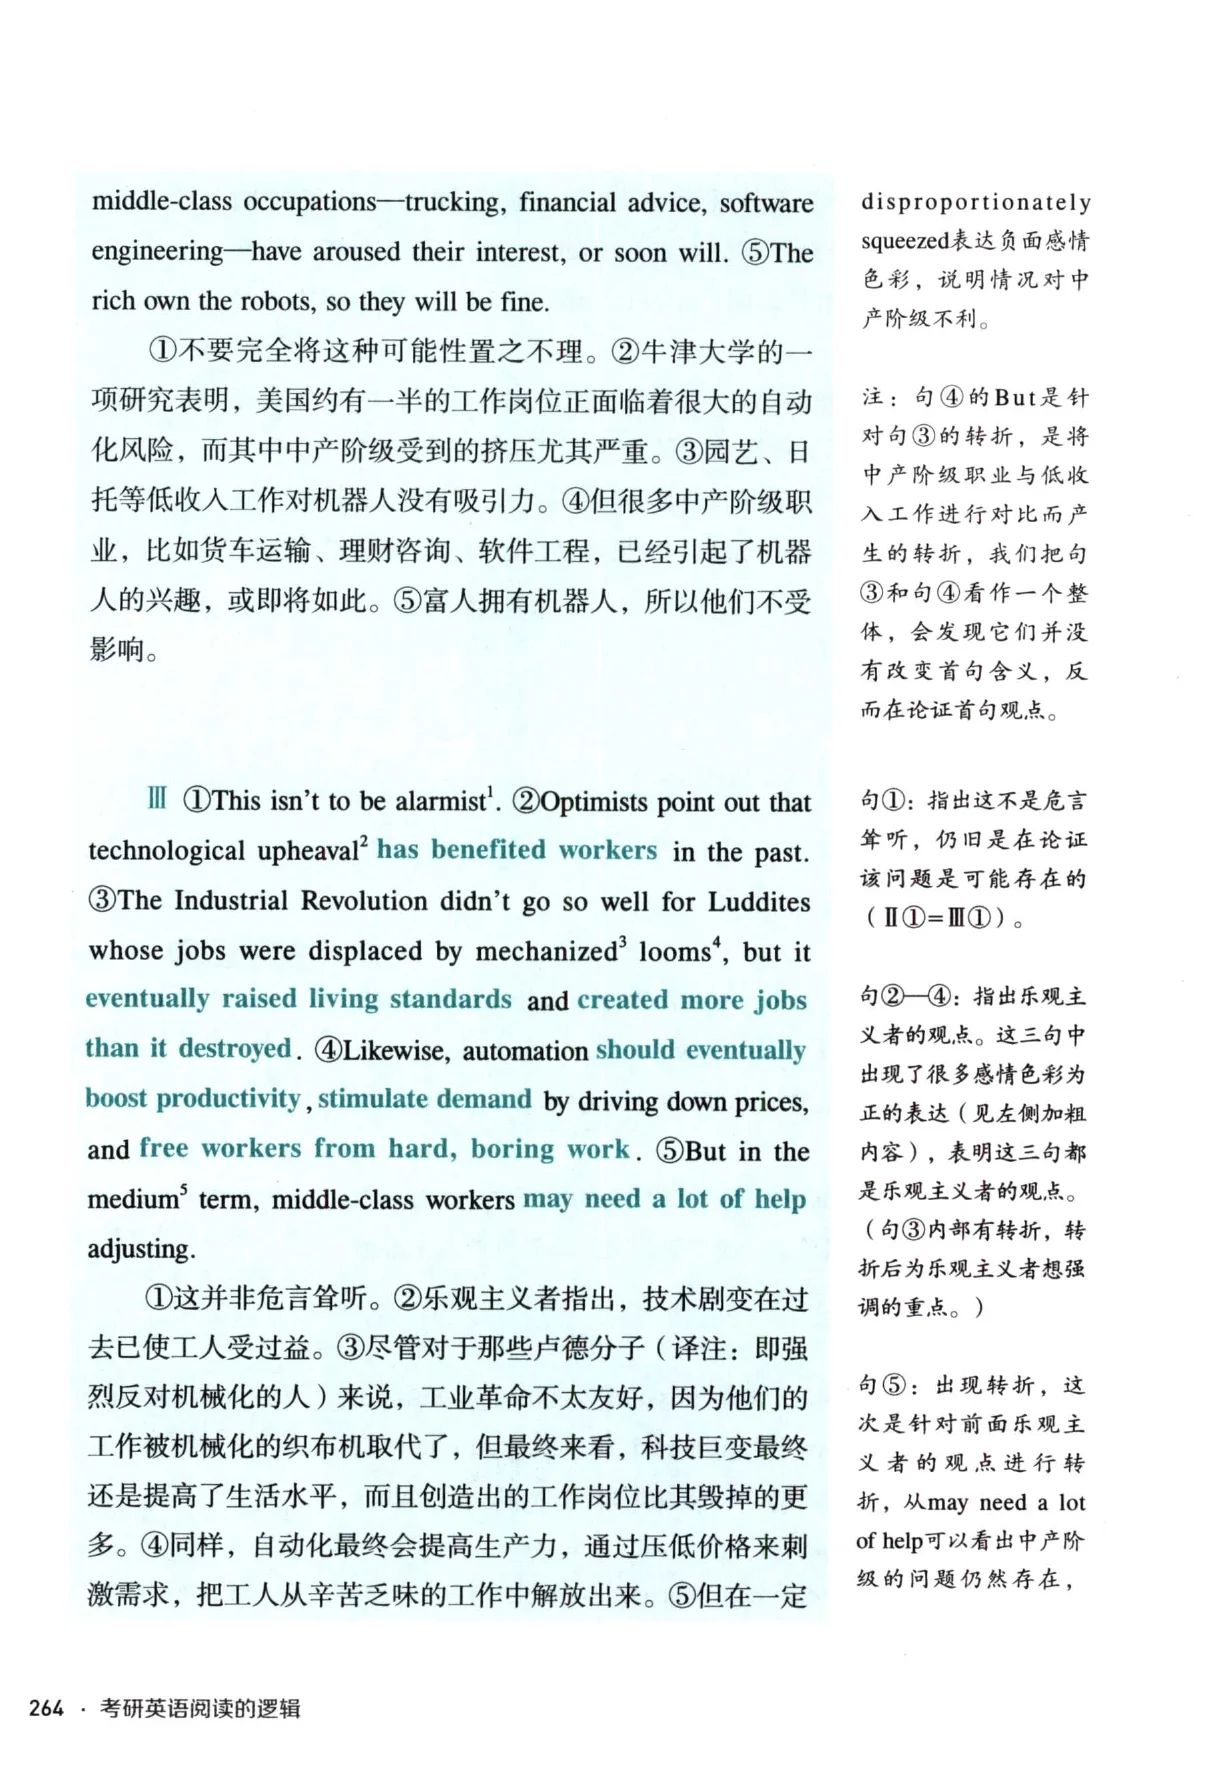 middle-class occupations—trucking, financial advice, software
engineering—have aroused their interest, or soon will. ⑤The
rich own the robots, so they will be fine.
①不要完全将这种可能性置之不理。②牛津大学的一
项研究表明，美国约有一半的工作岗位正面临着很大的自动
化风险，而其中中产阶级受到的挤压尤其严重。③园艺、日
托等低收入工作对机器人没有吸引力。④但很多中产阶级职
业，比如货车运输、理财咨询、软件工程，已经引起了机器
人的兴趣，或即将如此。⑤富人拥有机器人，所以他们不受
影响。
Ⅲ ①This isn't to be alarmist¹. ②Optimists point out that
technological upheaval² has benefited workers in the past.
③The Industrial Revolution didn't go so well for Luddites
whose jobs were displaced by mechanized³ looms⁴, but it
eventually raised living standards and created more jobs
than it destroyed. ④Likewise, automation should eventually
boost productivity, stimulate demand by driving down prices,
and free workers from hard, boring work. ⑤But in the
medium⁵ term, middle-class workers may need a lot of help
adjusting.
①这并非危言耸听。②乐观主义者指出，技术剧变在过
去已使工人受过益。③尽管对于那些卢德分子（译注：即强
烈反对机械化的人）来说，工业革命不太友好，因为他们的
工作被机械化的织布机取代了，但最终来看，科技巨变最终
还是提高了生活水平，而且创造出的工作岗位比其毁掉的更
多。④同样，自动化最终会提高生产力，通过压低价格来刺
激需求，把工人从辛苦乏味的工作中解放出来。⑤但在一定
disproportionately
squeezed表达负面感情
色彩，说明情况对中
产阶级不利。
注：句④的But是针
对句③的转折，是将
中产阶级职业与低收
入工作进行对比而产
生的转折，我们把句
③和句④看作一个整
体，会发现它们并没
有改变首句含义，反
而在论证首句观点。
句①：指出这不是危言
耸听，仍旧是在论证
该问题是可能存在的
（Ⅱ①=Ⅲ①）。
句②—④：指出乐观主
义者的观点。这三句中
出现了很多感情色彩为
正的表达（见左侧加粗
内容），表明这三句都
是乐观主义者的观点。
（句③内部有转折，转
折后为乐观主义者想强
调的重点。）
句⑤：出现转折，这
次是针对前面乐观主
义者的观点进行转
折，从may need a lot
of help可以看出中产阶
级的问题仍然存在，
264 · 考研英语阅读的逻辑